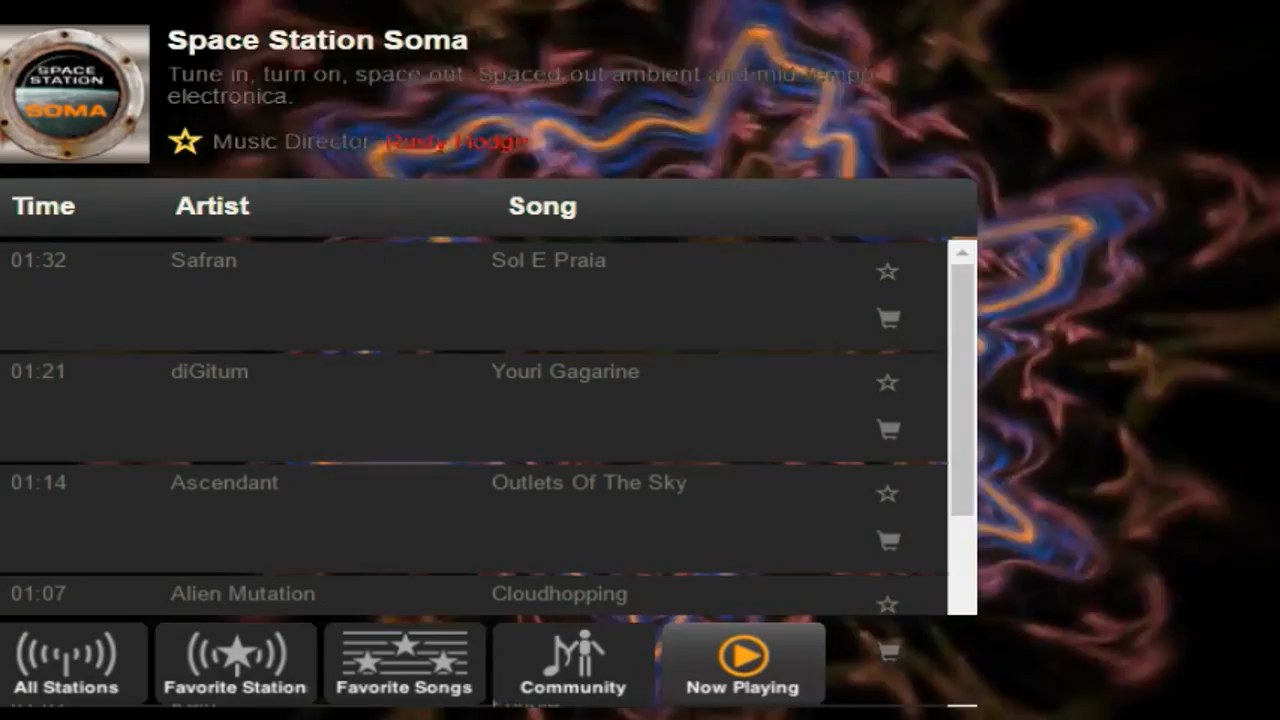 SPACE
STATION
SOMA
Space Station Soma
Tune in, turn on, space out. Spaced out ambient and mid-tempo
electronica.
Music Director Rusty Hodge
Time Artist Song
01:32 Safran Sol E Praia
01:21 diGitum Youri Gagarine
01:14 Ascendant Outlets Of The Sky
01:07 Alien Mutation Cloudhopping
All Stations Favorite Station Favorite Songs Community Now Playing